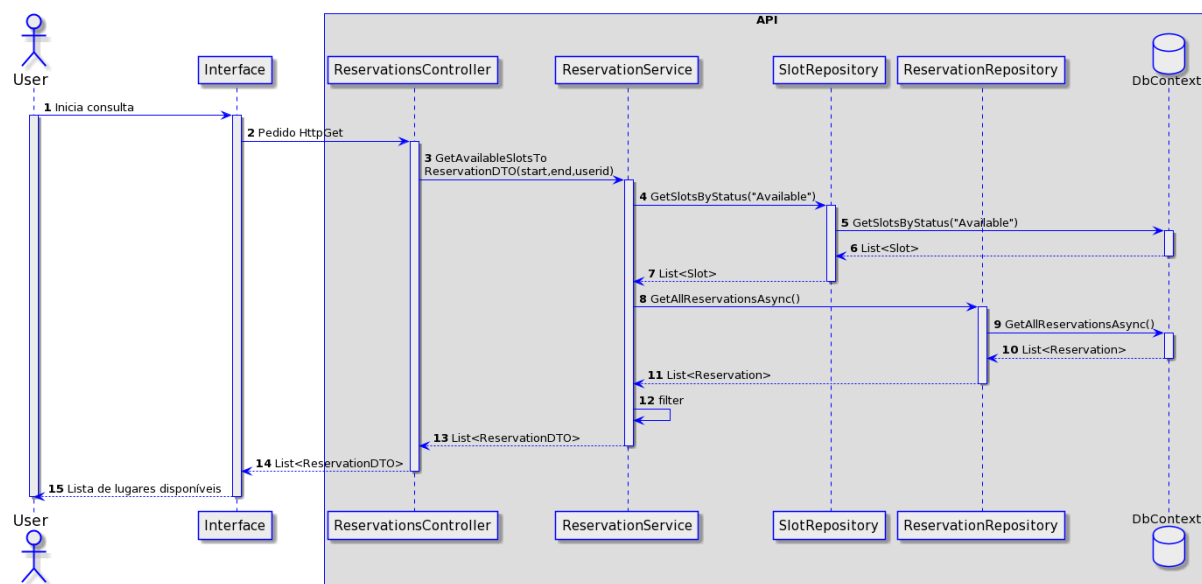 API
User
Interface
ReservationsController
ReservationService
SlotRepository
ReservationRepository
DbContext
1 Inicia consulta
2 Pedido HttpGet
3 GetAvailableSlotsTo
ReservationDTO(start,end,userid)
4 GetSlotsByStatus("Available")
5 GetSlotsByStatus("Available")
6 List<Slot>
7 List<Slot>
8 GetAllReservationsAsync()
9 GetAllReservationsAsync()
10 List<Reservation>
11 List<Reservation>
12 filter
13 List<ReservationDTO>
14 List<ReservationDTO>
15 Lista de lugares disponíveis
User
Interface
ReservationsController
ReservationService
SlotRepository
ReservationRepository
DbContext